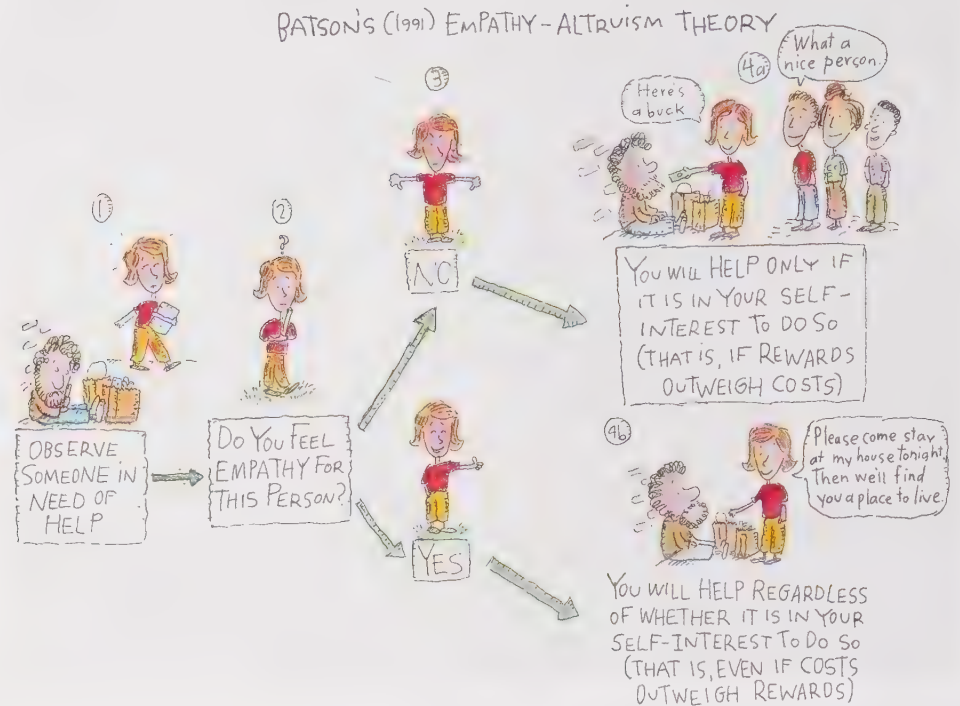 BATSON'S (1991) EMPATHY-ALTRUISM THEORY
①
OBSERVE
SOMEONE IN
NEED OF
HELP
②
?
DO YOU FEEL
EMPATHY FOR
THIS PERSON?
③
NO
YES
4a
Here's
a buck
What a
nice person.
YOU WILL HELP ONLY IF
IT IS IN YOUR SELF-
INTEREST TO DO SO
(THAT IS, IF REWARDS
OUTWEIGH COSTS)
4b
Please come stay
at my house tonight.
Then we'll find
you a place to live.
YOU WILL HELP REGARDLESS
OF WHETHER IT IS IN YOUR
SELF-INTEREST TO DO SO
(THAT IS, EVEN IF COSTS
OUTWEIGH REWARDS)